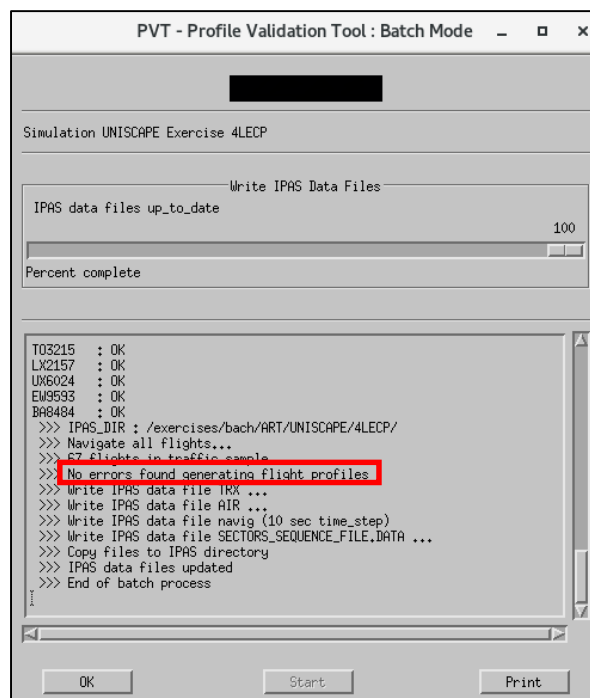 PVT - Profile Validation Tool : Batch Mode
Simulation UNISCAPE Exercise 4LECP
Write IPAS Data Files
IPAS data files up_to_date
100
Percent complete
TO3215 : OK
LX2157 : OK
UX6024 : OK
EW9593 : OK
BA8484 : OK
>>> IPAS_DIR : /exercises/bach/ART/UNISCAPE/4LECP/
>>> Navigate all flights...
>>> 67 flights in traffic sample
>>> No errors found generating flight profiles
>>> Write IPAS data file TRX ...
>>> Write IPAS data file AIR ...
>>> Write IPAS data file navig (10 sec time_step)
>>> Write IPAS data file SECTORS_SEQUENCE_FILE.DATA ...
>>> Copy files to IPAS directory
>>> IPAS data files updated
>>> End of batch process
OK Start Print